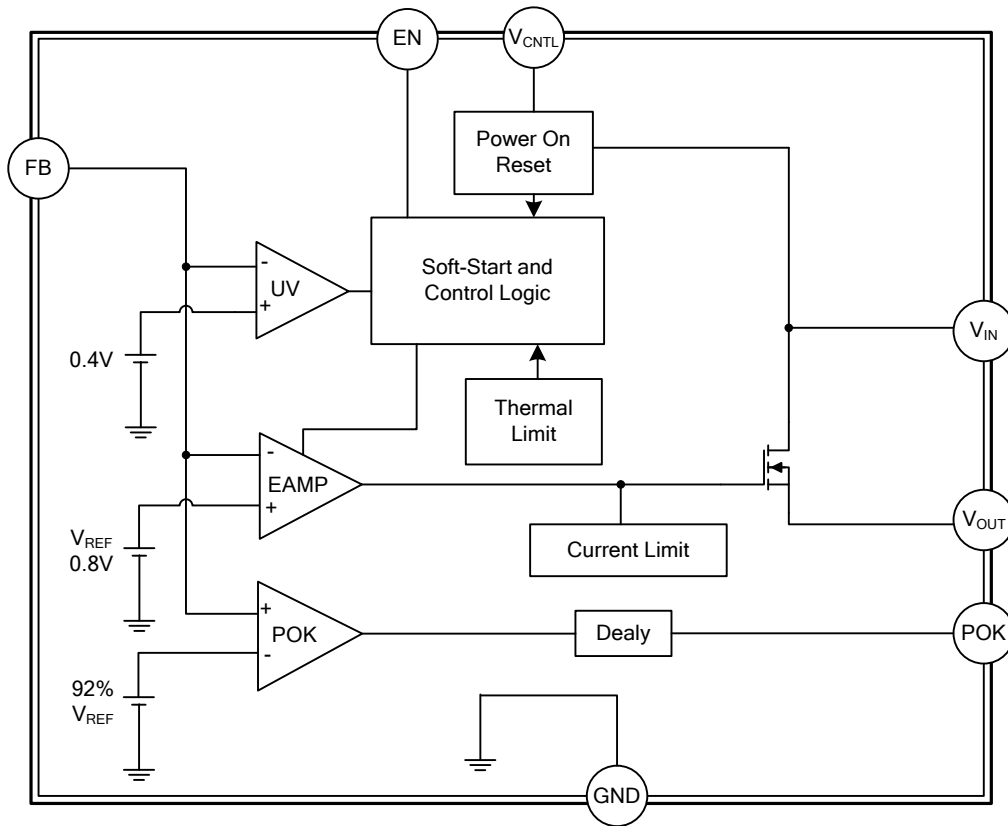 EN
VCNTL
Power On
Reset
FB
-
UV
+
Soft-Start and
Control Logic
VIN
0.4V
Thermal
Limit
-
EAMP
+
VREF
0.8V
Current Limit
VOUT
+
POK
-
Dealy
POK
92%
VREF
GND